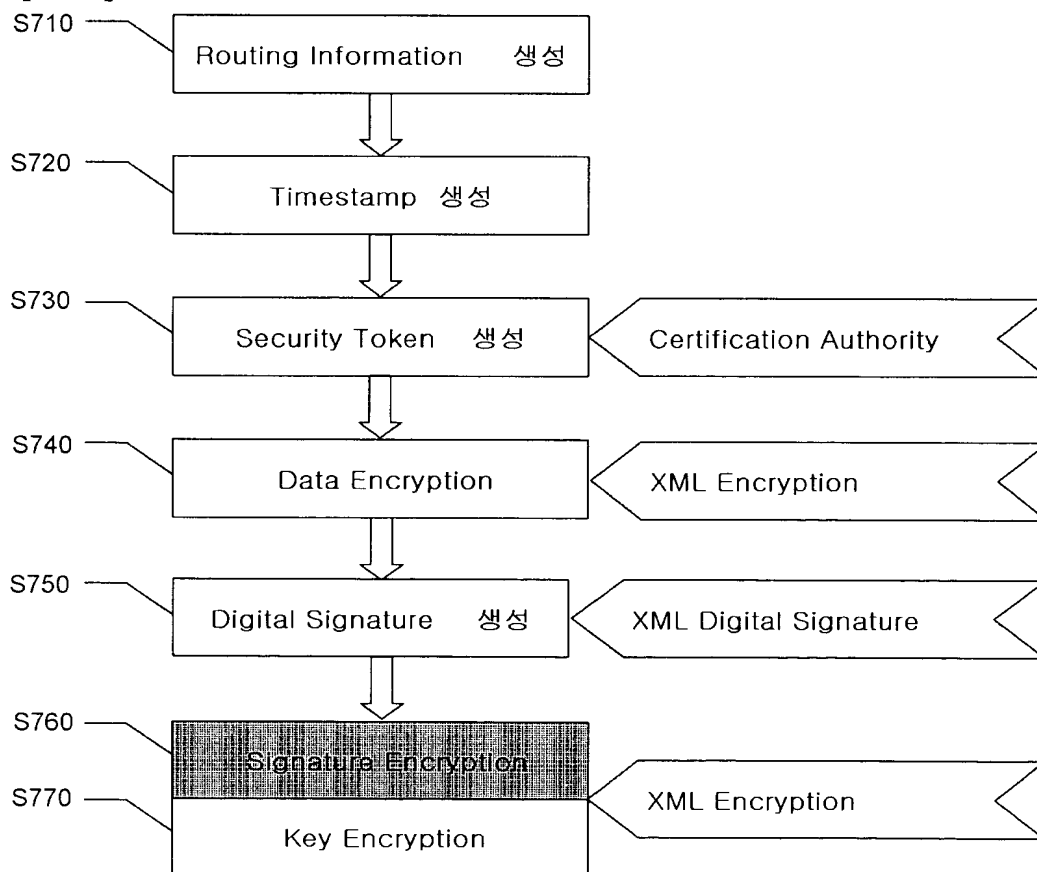 S710
Routing Information 생성
S720
Timestamp 생성
S730
Security Token 생성
Certification Authority
S740
Data Encryption
XML Encryption
S750
Digital Signature 생성
XML Digital Signature
S760
Signature Encryption
S770
XML Encryption
Key Encryption